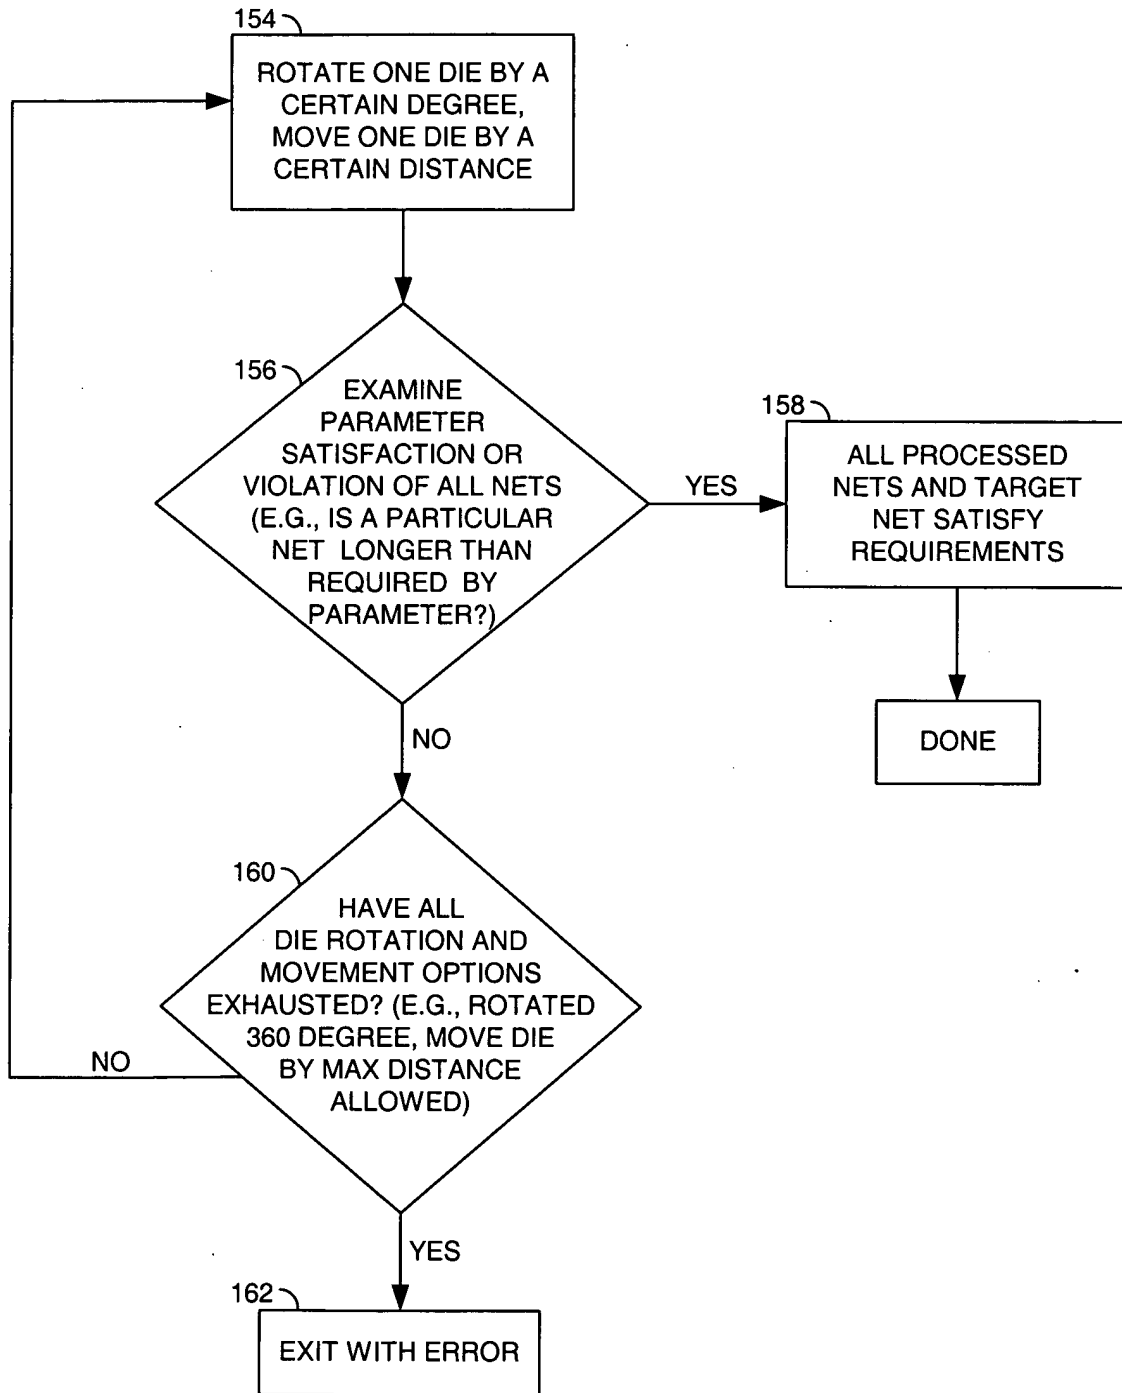 154
ROTATE ONE DIE BY A
CERTAIN DEGREE,
MOVE ONE DIE BY A
CERTAIN DISTANCE
156
EXAMINE
PARAMETER
SATISFACTION OR
VIOLATION OF ALL NETS
(E.G., IS A PARTICULAR
NET LONGER THAN
REQUIRED BY
PARAMETER?)
YES
158
ALL PROCESSED
NETS AND TARGET
NET SATISFY
REQUIREMENTS
DONE
NO
160
HAVE ALL
DIE ROTATION AND
MOVEMENT OPTIONS
EXHAUSTED? (E.G., ROTATED
360 DEGREE, MOVE DIE
BY MAX DISTANCE
ALLOWED)
NO
YES
162
EXIT WITH ERROR